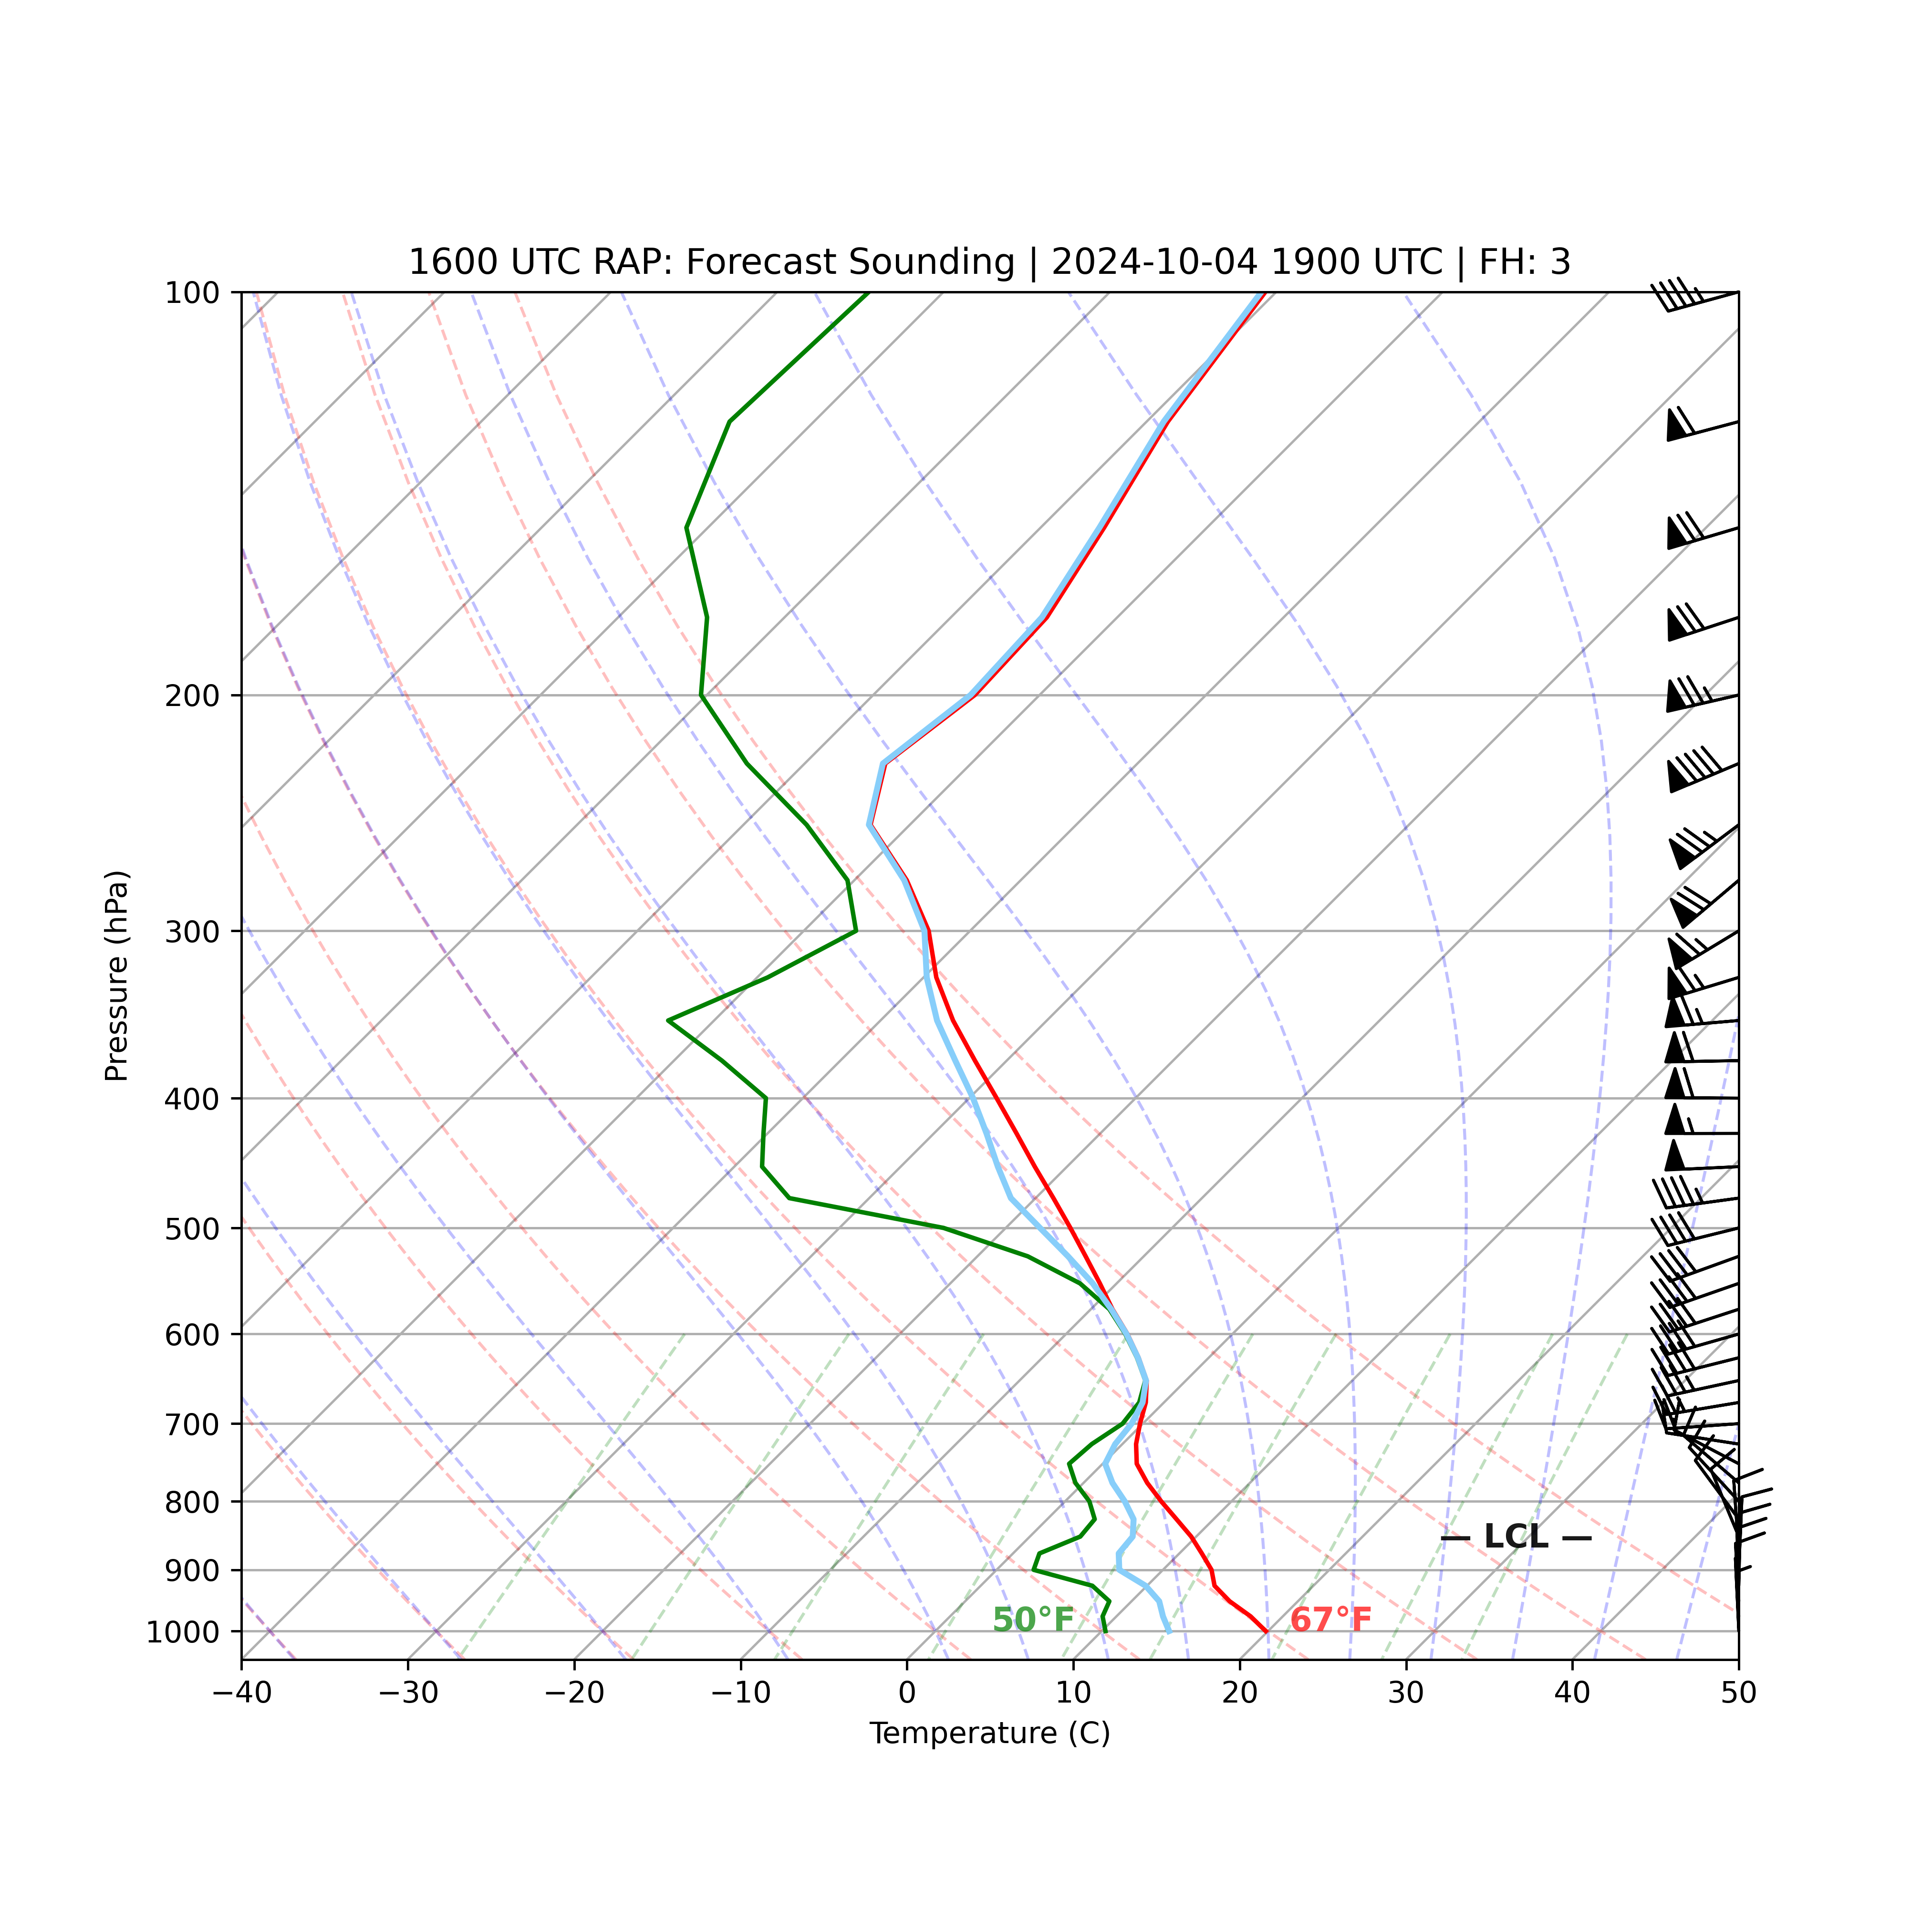 1600 UTC RAP: Forecast Sounding | 2024-10-04 1900 UTC | FH: 3
100
200
300
400
500
600
700
800
900
1000
Pressure (hPa)
— LCL —
50°F
67°F
−40 −30 −20 −10 0 10 20 30 40 50
Temperature (C)